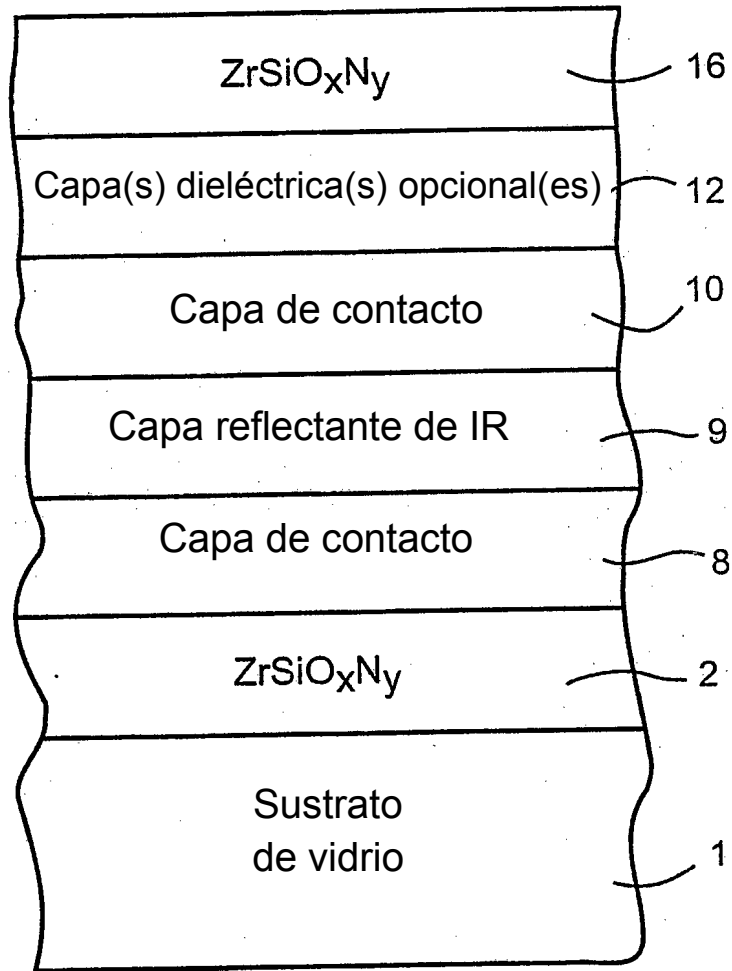 ZrSiOxNy
16
Capa(s) dieléctrica(s) opcional(es)
12
Capa de contacto
10
Capa reflectante de IR
9
Capa de contacto
8
ZrSiOxNy
2
Sustrato
de vidrio
1